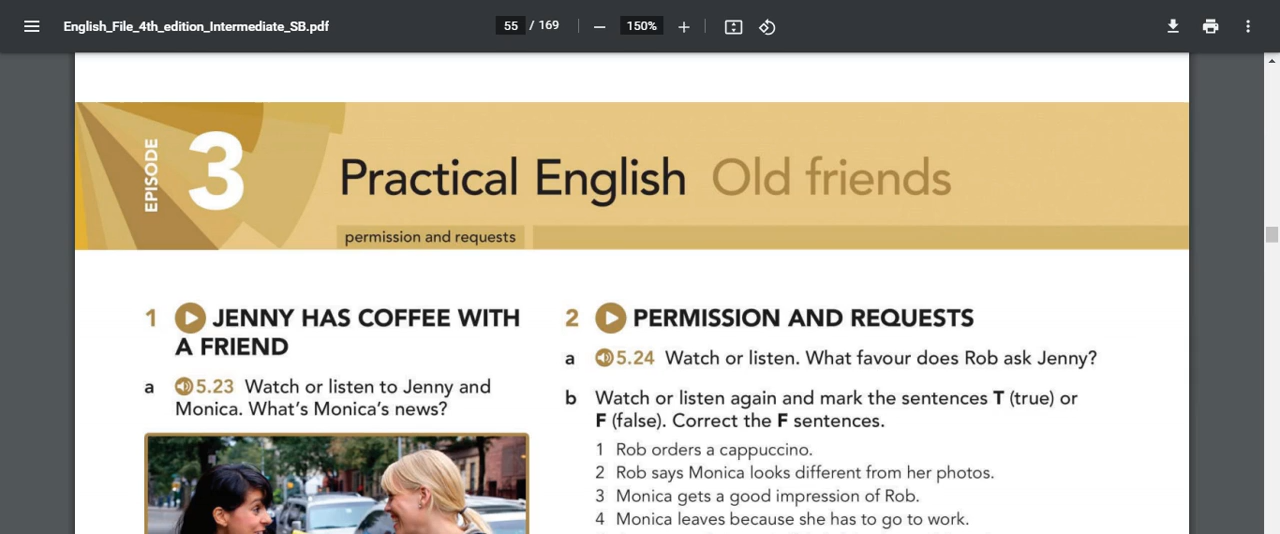 English_File_4th_edition_Intermediate_SB.pdf
55 / 169
150%
EPISODE
3
Practical English Old friends
permission and requests
1 JENNY HAS COFFEE WITH
A FRIEND
a 5.23 Watch or listen to Jenny and
Monica. What's Monica's news?
2 PERMISSION AND REQUESTS
a 5.24 Watch or listen. What favour does Rob ask Jenny?
b Watch or listen again and mark the sentences T (true) or
F (false). Correct the F sentences.
1 Rob orders a cappuccino.
2 Rob says Monica looks different from her photos.
3 Monica gets a good impression of Rob.
4 Monica leaves because she has to go to work.